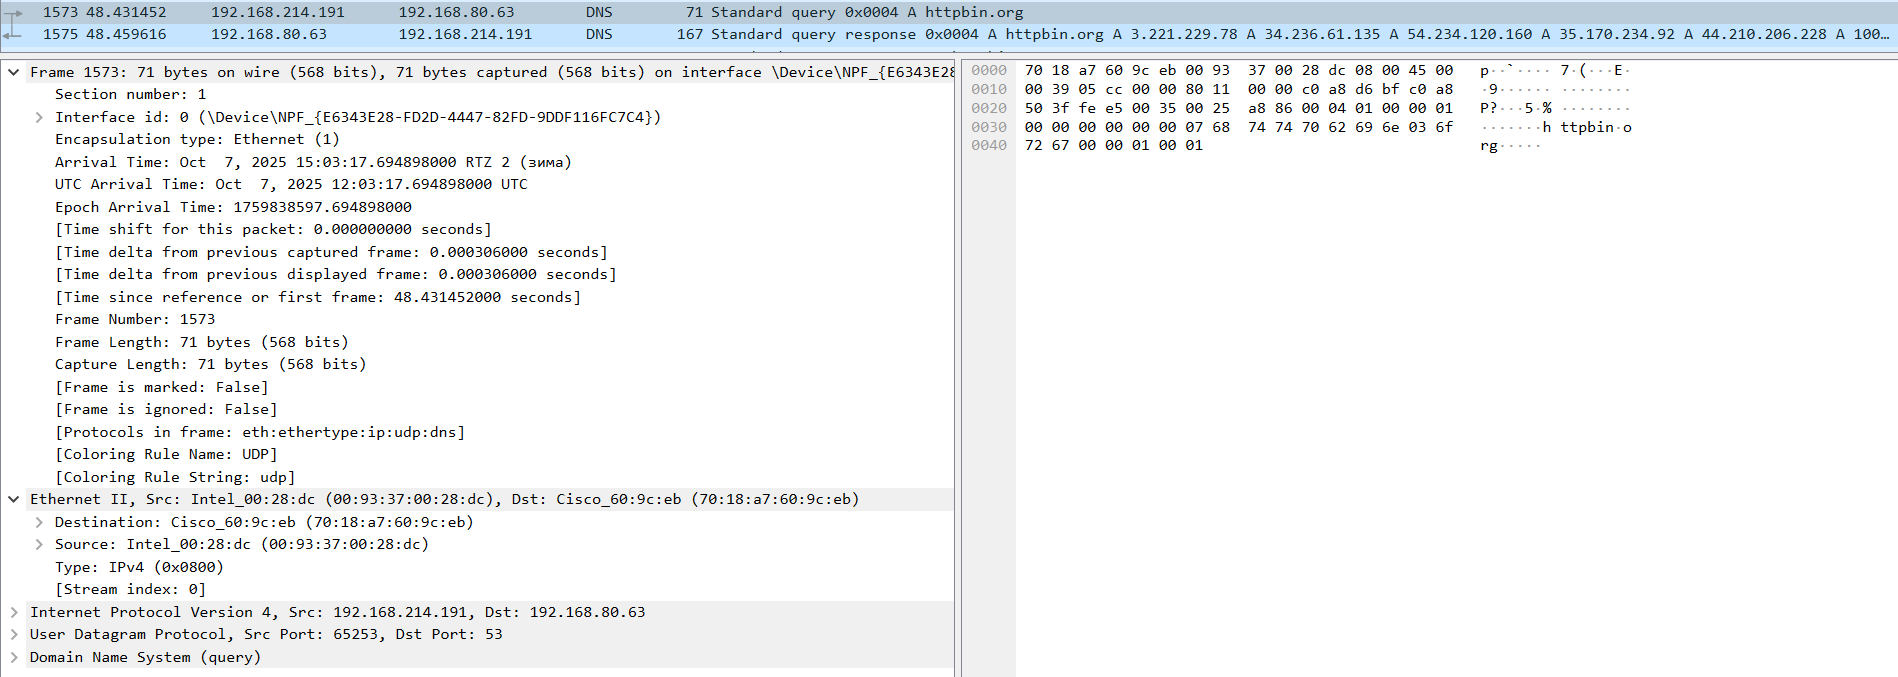 1573 48.431452 192.168.214.191 192.168.80.63 DNS 71 Standard query 0x0004 A httpbin.org
1575 48.459616 192.168.80.63 192.168.214.191 DNS 167 Standard query response 0x0004 A httpbin.org A 3.221.229.78 A 34.236.61.135 A 54.234.120.160 A 35.170.234.92 A 44.210.206.228 A 100…
Frame 1573: 71 bytes on wire (568 bits), 71 bytes captured (568 bits) on interface \Device\NPF_{E6343E28
Section number: 1
Interface id: 0 (\Device\NPF_{E6343E28-FD2D-4447-82FD-9DDF116FC7C4})
Encapsulation type: Ethernet (1)
Arrival Time: Oct  7, 2025 15:03:17.694898000 RTZ 2 (зима)
UTC Arrival Time: Oct  7, 2025 12:03:17.694898000 UTC
Epoch Arrival Time: 1759838597.694898000
[Time shift for this packet: 0.000000000 seconds]
[Time delta from previous captured frame: 0.000306000 seconds]
[Time delta from previous displayed frame: 0.000306000 seconds]
[Time since reference or first frame: 48.431452000 seconds]
Frame Number: 1573
Frame Length: 71 bytes (568 bits)
Capture Length: 71 bytes (568 bits)
[Frame is marked: False]
[Frame is ignored: False]
[Protocols in frame: eth:ethertype:ip:udp:dns]
[Coloring Rule Name: UDP]
[Coloring Rule String: udp]
Ethernet II, Src: Intel_00:28:dc (00:93:37:00:28:dc), Dst: Cisco_60:9c:eb (70:18:a7:60:9c:eb)
Destination: Cisco_60:9c:eb (70:18:a7:60:9c:eb)
Source: Intel_00:28:dc (00:93:37:00:28:dc)
Type: IPv4 (0x0800)
[Stream index: 0]
Internet Protocol Version 4, Src: 192.168.214.191, Dst: 192.168.80.63
User Datagram Protocol, Src Port: 65253, Dst Port: 53
Domain Name System (query)
0000 70 18 a7 60 9c eb 00 93 37 00 28 dc 08 00 45 00 p··`···· 7·(···E·
0010 00 39 05 cc 00 00 80 11 00 00 c0 a8 d6 bf c0 a8 ·9······ ········
0020 50 3f fe e5 00 35 00 25 a8 86 00 04 01 00 00 01 P?···5·% ········
0030 00 00 00 00 00 00 07 68 74 74 70 62 69 6e 03 6f ·······h ttpbin·o
0040 72 67 00 00 01 00 01 rg·····